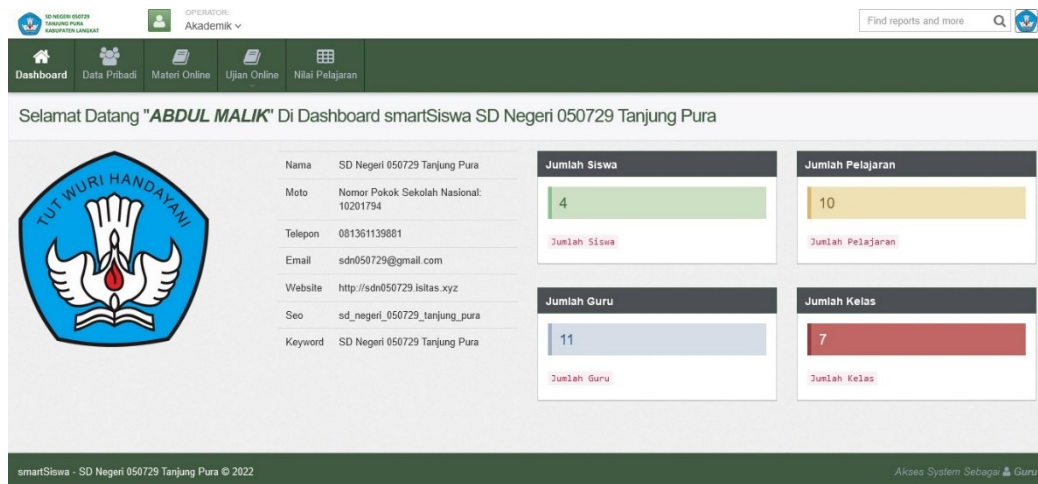 SD NEGERI 050729
TANJUNG PURA
KABUPATEN LANGKAT
OPERATOR:
Akademik
Find reports and more
Dashboard
Data Pribadi
Materi Online
Ujian Online
Nilai Pelajaran
Selamat Datang "ABDUL MALIK" Di Dashboard smartSiswa SD Negeri 050729 Tanjung Pura
TUT WURI HANDAYANI
Nama SD Negeri 050729 Tanjung Pura
Moto Nomor Pokok Sekolah Nasional:
10201794
Telepon 081361139881
Email sdn050729@gmail.com
Website http://sdn050729.isitas.xyz
Seo sd_negeri_050729_tanjung_pura
Keyword SD Negeri 050729 Tanjung Pura
Jumlah Siswa
4
Jumlah Siswa
Jumlah Pelajaran
10
Jumlah Pelajaran
Jumlah Guru
11
Jumlah Guru
Jumlah Kelas
7
Jumlah Kelas
smartSiswa - SD Negeri 050729 Tanjung Pura © 2022
Akses System Sebagai Guru